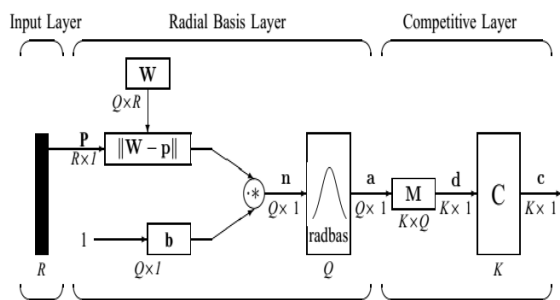 Input Layer Radial Basis Layer Competitive Layer
W
Q×R
P
R×1
||W – p||
.*
n
Q× 1
radbas
a
Q× 1
M
K×Q
d
K× 1
C
c
K× 1
1
b
Q×1
R
Q
K